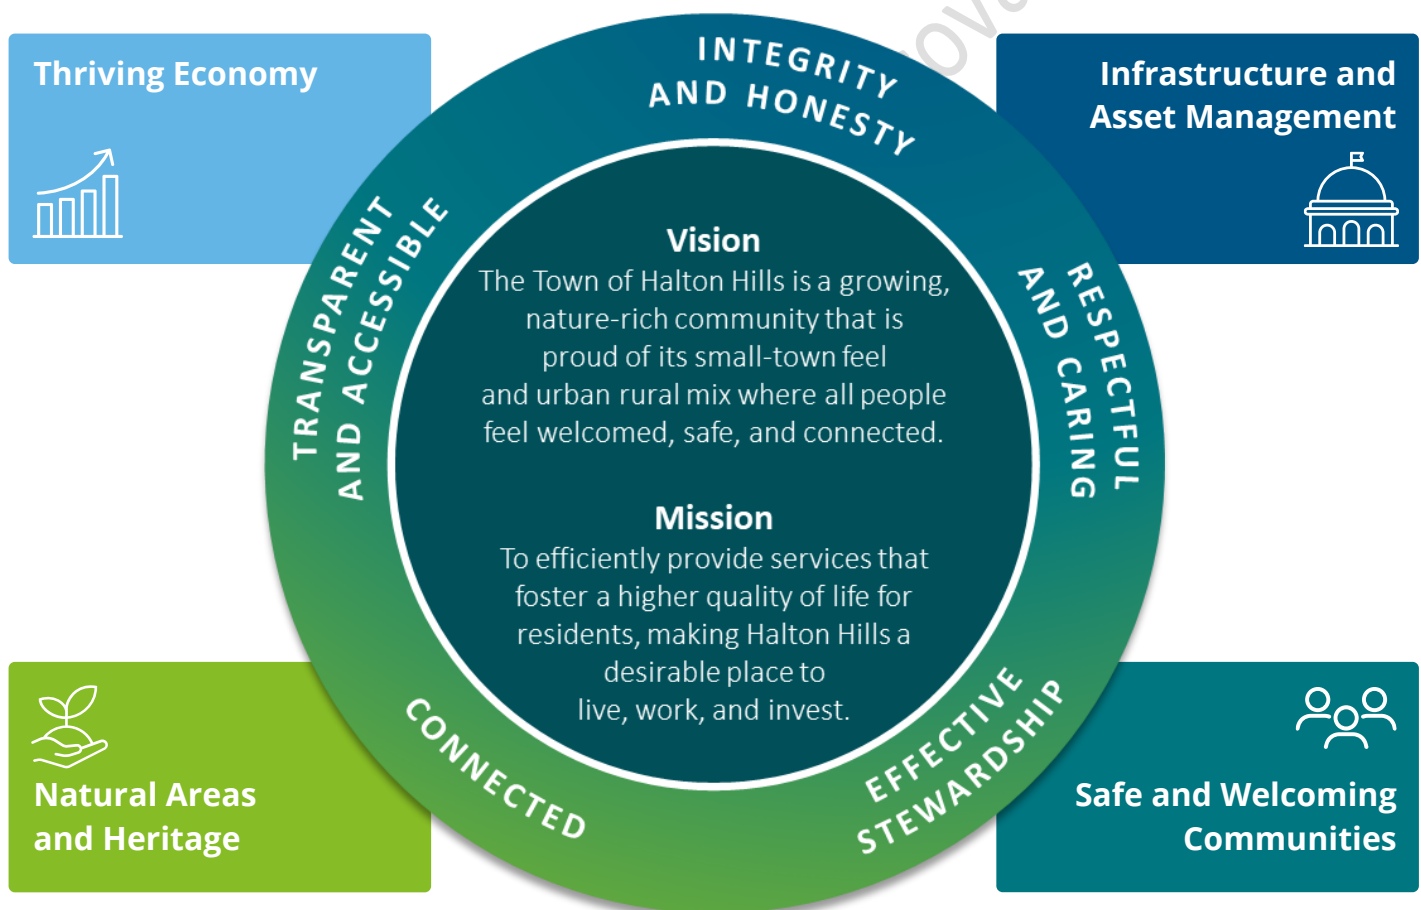 Thriving Economy
Infrastructure and
Asset Management
INTEGRITY
AND HONESTY
TRANSPARENT
AND ACCESSIBLE
RESPECTFUL
AND CARING
Vision
The Town of Halton Hills is a growing,
nature-rich community that is
proud of its small-town feel
and urban rural mix where all people
feel welcomed, safe, and connected.
Mission
To efficiently provide services that
foster a higher quality of life for
residents, making Halton Hills a
desirable place to
live, work, and invest.
CONNECTED
EFFECTIVE
STEWARDSHIP
Natural Areas
and Heritage
Safe and Welcoming
Communities